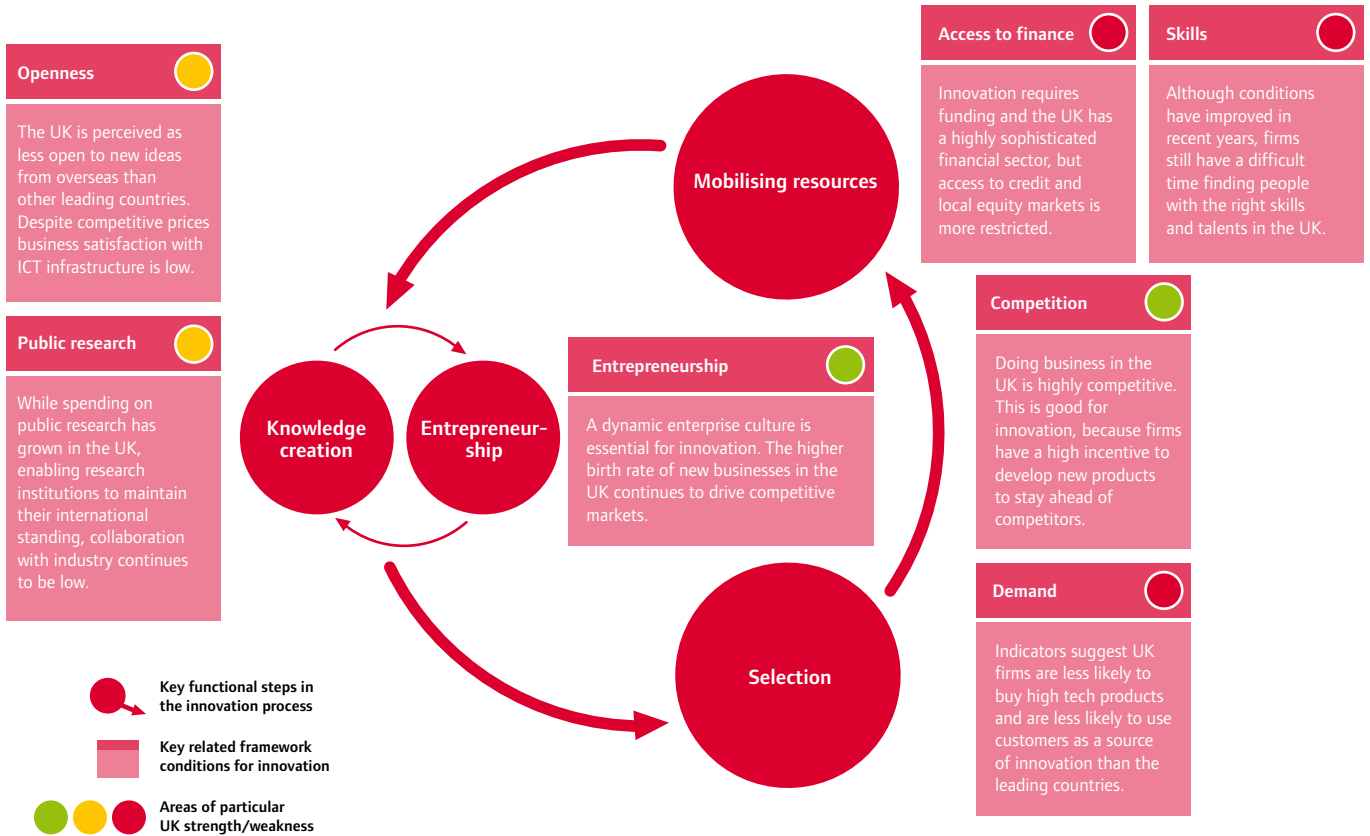 Openness
The UK is perceived as
less open to new ideas
from overseas than
other leading countries.
Despite competitive prices
business satisfaction with
ICT infrastructure is low.
Public research
While spending on
public research has
grown in the UK,
enabling research
institutions to maintain
their international
standing, collaboration
with industry continues
to be low.
Knowledge
creation
Entrepreneur-
ship
Mobilising resources
Selection
Entrepreneurship
A dynamic enterprise culture is
essential for innovation. The higher
birth rate of new businesses in the
UK continues to drive competitive
markets.
Access to finance
Innovation requires
funding and the UK has
a highly sophisticated
financial sector, but
access to credit and
local equity markets is
more restricted.
Skills
Although conditions
have improved in
recent years, firms
still have a difficult
time finding people
with the right skills
and talents in the UK.
Competition
Doing business in the
UK is highly competitive.
This is good for
innovation, because firms
have a high incentive to
develop new products
to stay ahead of
competitors.
Demand
Indicators suggest UK
firms are less likely to
buy high tech products
and are less likely to use
customers as a source
of innovation than the
leading countries.
Key functional steps in
the innovation process
Key related framework
conditions for innovation
Areas of particular
UK strength/weakness